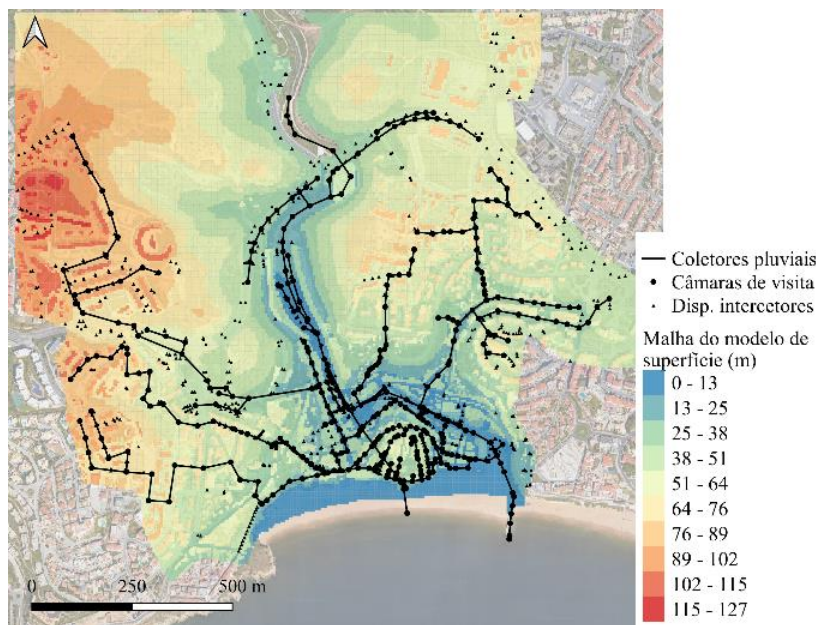 Coletores pluviais
Câmaras de visita
Disp. intercetores
Malha do modelo de
superfície (m)
0 - 13
13 - 25
25 - 38
38 - 51
51 - 64
64 - 76
76 - 89
89 - 102
102 - 115
115 - 127
0 250 500 m